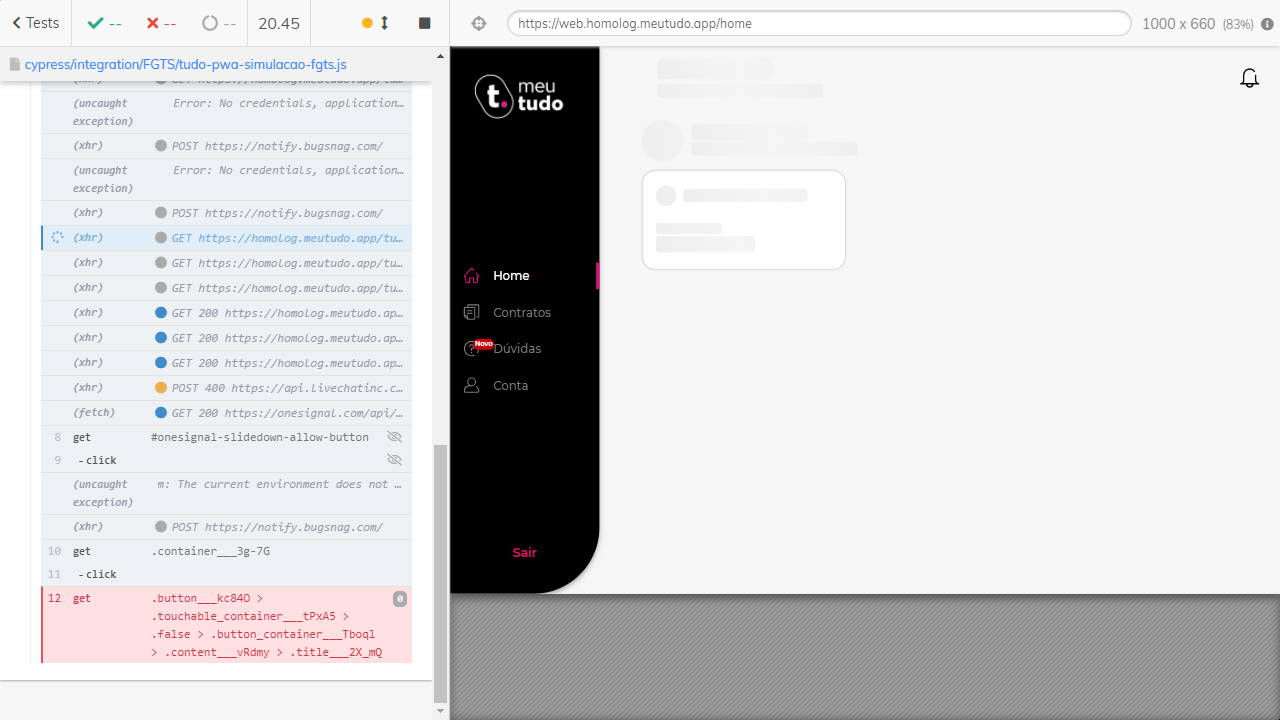 Tests
--
--
--
20.45
https://web.homolog.meutudo.app/home
1000 x 660 (83%)
cypress/integration/FGTS/tudo-pwa-simulacao-fgts.js
GET https://homolog.meutudo.app/tu…
(uncaught exception) Error: No credentials, application…
(xhr) POST https://notify.bugsnag.com/
(uncaught exception) Error: No credentials, application…
(xhr) POST https://notify.bugsnag.com/
(xhr) GET https://homolog.meutudo.app/tu…
(xhr) GET https://homolog.meutudo.app/tu…
(xhr) GET https://homolog.meutudo.app/tu…
(xhr) GET 200 https://homolog.meutudo.ap…
(xhr) GET 200 https://homolog.meutudo.ap…
(xhr) GET 200 https://homolog.meutudo.ap…
(xhr) POST 400 https://api.livechatinc.c…
(fetch) GET 200 https://onesignal.com/api/…
8 get #onesignal-slidedown-allow-button
9 -click
(uncaught exception) m: The current environment does not …
(xhr) POST https://notify.bugsnag.com/
10 get .container___3g-7G
11 -click
12 get .button___kc84O > 0
.touchable_container___tPxA5 >
.false > .button_container___Tboql
> .content___vRdmy > .title___2X_mQ
t. meu
tudo
Home
Contratos
Novo
Dúvidas
Conta
Sair